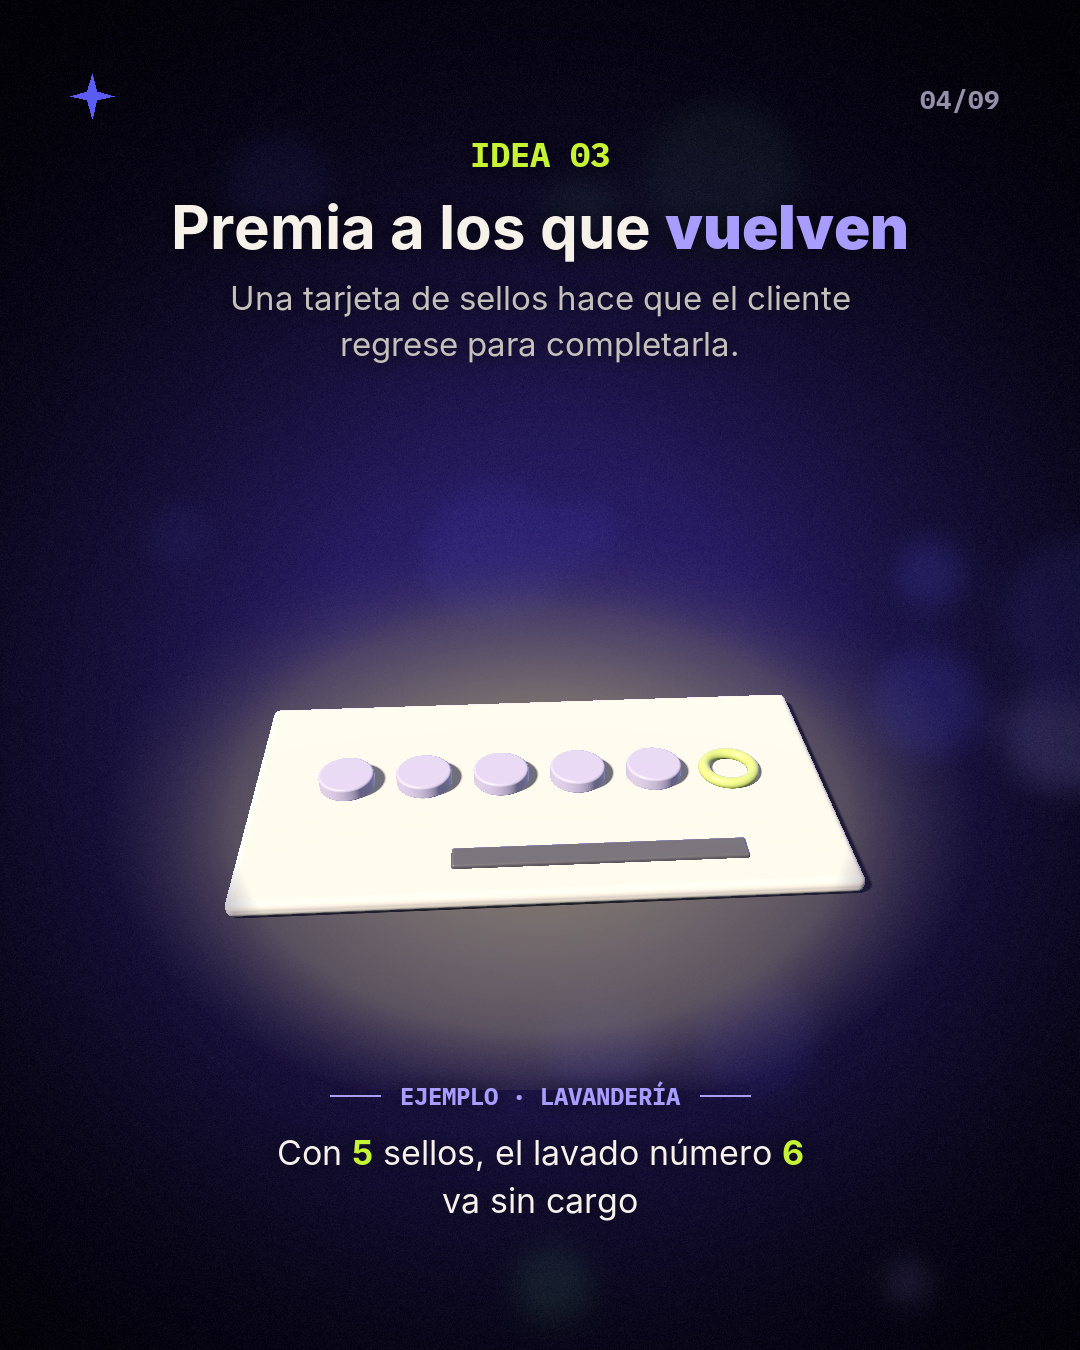 04/09
IDEA 03
Premia a los que vuelven
Una tarjeta de sellos hace que el cliente
regrese para completarla.
EJEMPLO · LAVANDERÍA
Con 5 sellos, el lavado número 6
va sin cargo